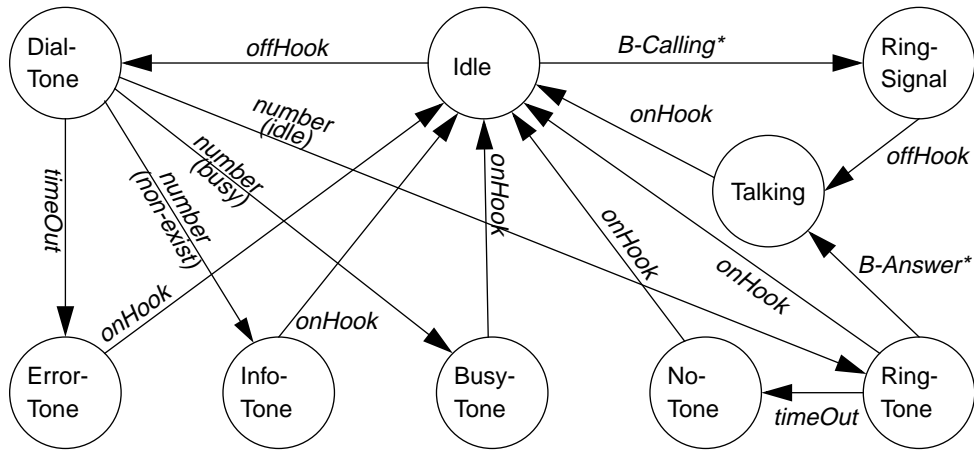 Dial-
Tone
offHook
Idle
B-Calling*
Ring-
Signal
number
(idle)
onHook
offHook
number
(busy)
onHook
Talking
timeOut
number
(non-exist)
onHook
B-Answer*
onHook
onHook
onHook
Error-
Tone
Info-
Tone
Busy-
Tone
No-
Tone
Ring-
Tone
timeOut